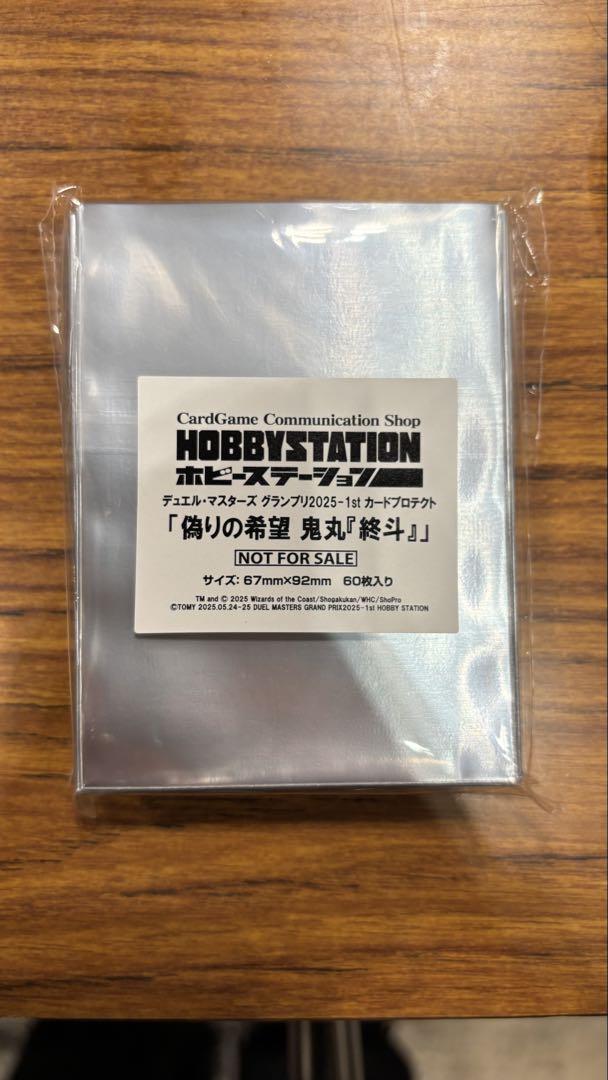 CardGame Communication Shop
HOBBYSTATION
ホビーステーション
デュエル・マスターズ グランプリ2025-1st カードプロテクト
「偽りの希望 鬼丸『終斗』」
NOT FOR SALE
サイズ: 67mm×92mm 60枚入り
TM and © 2025 Wizards of the Coast/Shogakukan/WHC/ShoPro
©TOMY 2025.05.24-25 DUEL MASTERS GRAND PRIX2025-1st HOBBY STATION